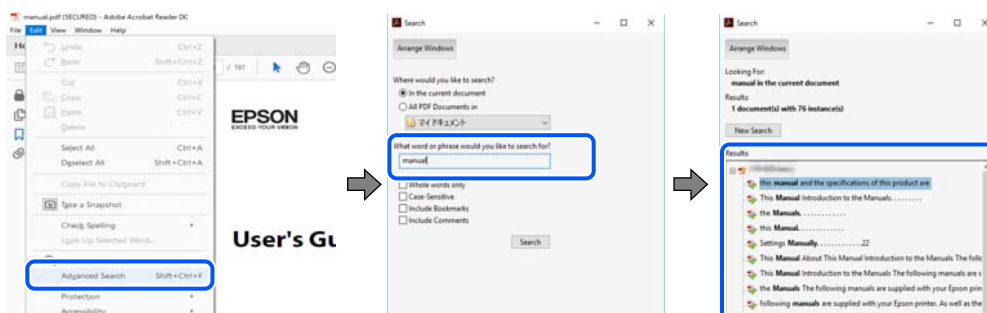 manual.pdf (SECURED) - Adobe Acrobat Reader DC
File Edit View Window Help
Undo Ctrl+Z
Redo Shift+Ctrl+Z
Cut Ctrl+X
Copy Ctrl+C
Paste Ctrl+V
Delete
Select All Ctrl+A
Deselect All Shift+Ctrl+A
Copy File to Clipboard
Take a Snapshot
Check Spelling
Look Up Selected Word...
Advanced Search Shift+Ctrl+F
Protection
Accessibility
/ 181
EPSON
EXCEED YOUR VISION
User's Gu
Search
Arrange Windows
Where would you like to search?
In the current document
All PDF Documents in
マイ ドキュメント
What word or phrase would you like to search for?
manual
Whole words only
Case-Sensitive
Include Bookmarks
Include Comments
Search
Search
Arrange Windows
Looking For:
manual in the current document
Results:
1 document(s) with 76 instance(s)
New Search
Results:
this manual and the specifications of this product are
This Manual Introduction to the Manuals. . . . . . . . .
the Manuals. . . . . . . . . . . .
this Manual. . . . . . . . . . . .
Settings Manually. . . . . . . . . . . . 22
This Manual About This Manual Introduction to the Manuals The follo
This Manual Introduction to the Manuals The following manuals are s
the Manuals The following manuals are supplied with your Epson prin
following manuals are supplied with your Epson printer. As well as the